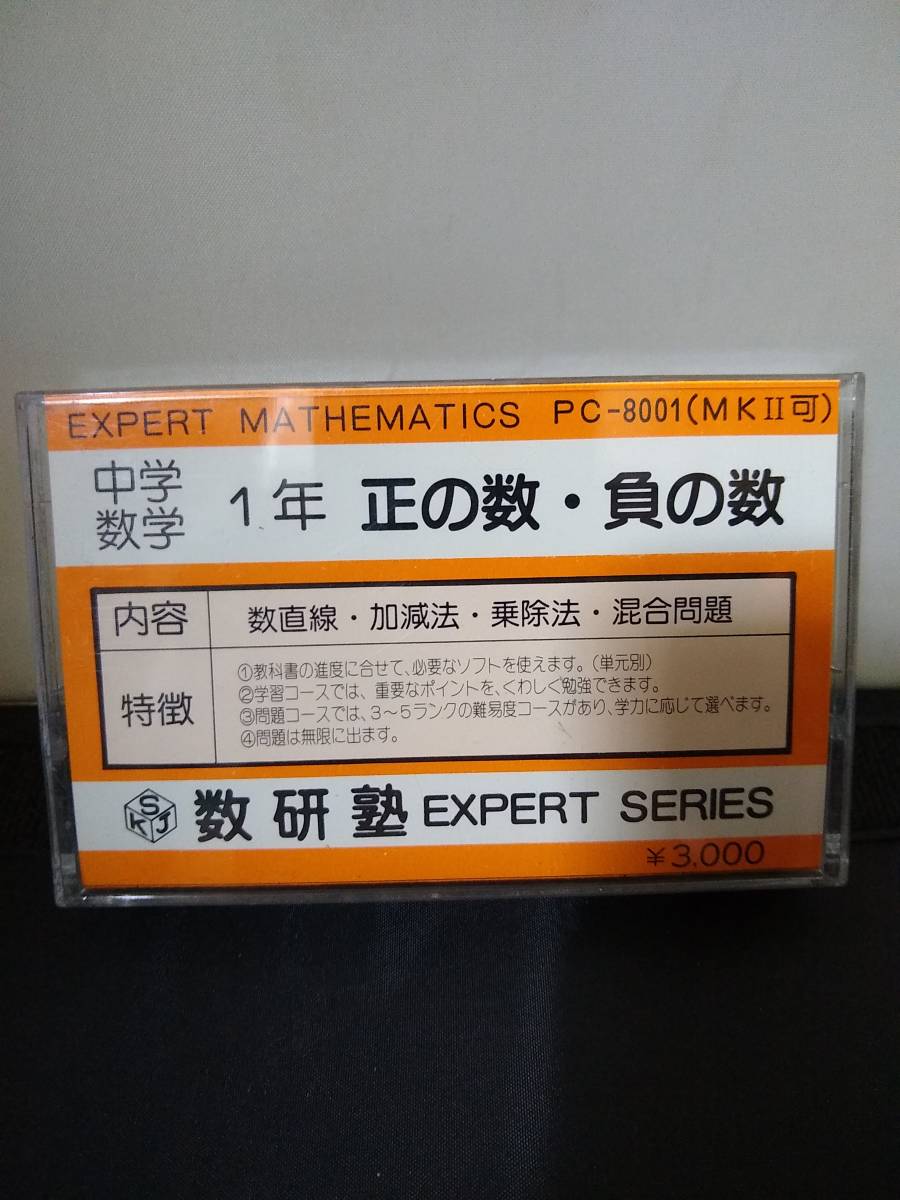 EXPERT MATHEMATICS PC-8001(MKII可)
中学
数学
1年 正の数・負の数
内容 数直線・加減法・乗除法・混合問題
特徴
①教科書の進度に合せて、必要なソフトを使えます。(単元別)
②学習コースでは、重要なポイントを、くわしく勉強できます。
③問題コースでは、3〜5ランクの難易度コースがあり、学力に応じて選べます。
④問題は無限に出ます。
SKJ 数研塾 EXPERT SERIES
¥3,000